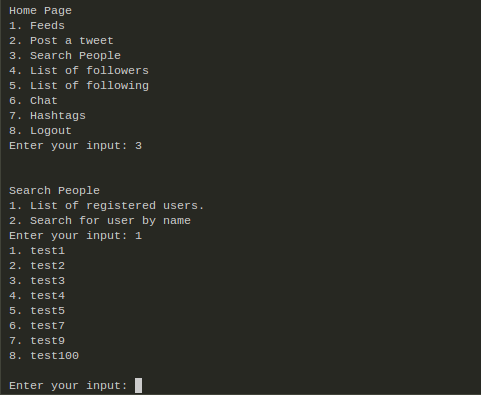 Home Page
1. Feeds
2. Post a tweet
3. Search People
4. List of followers
5. List of following
6. Chat
7. Hashtags
8. Logout
Enter your input: 3
Search People
1. List of registered users.
2. Search for user by name
Enter your input: 1
1. test1
2. test2
3. test3
4. test4
5. test5
6. test7
7. test9
8. test100
Enter your input: